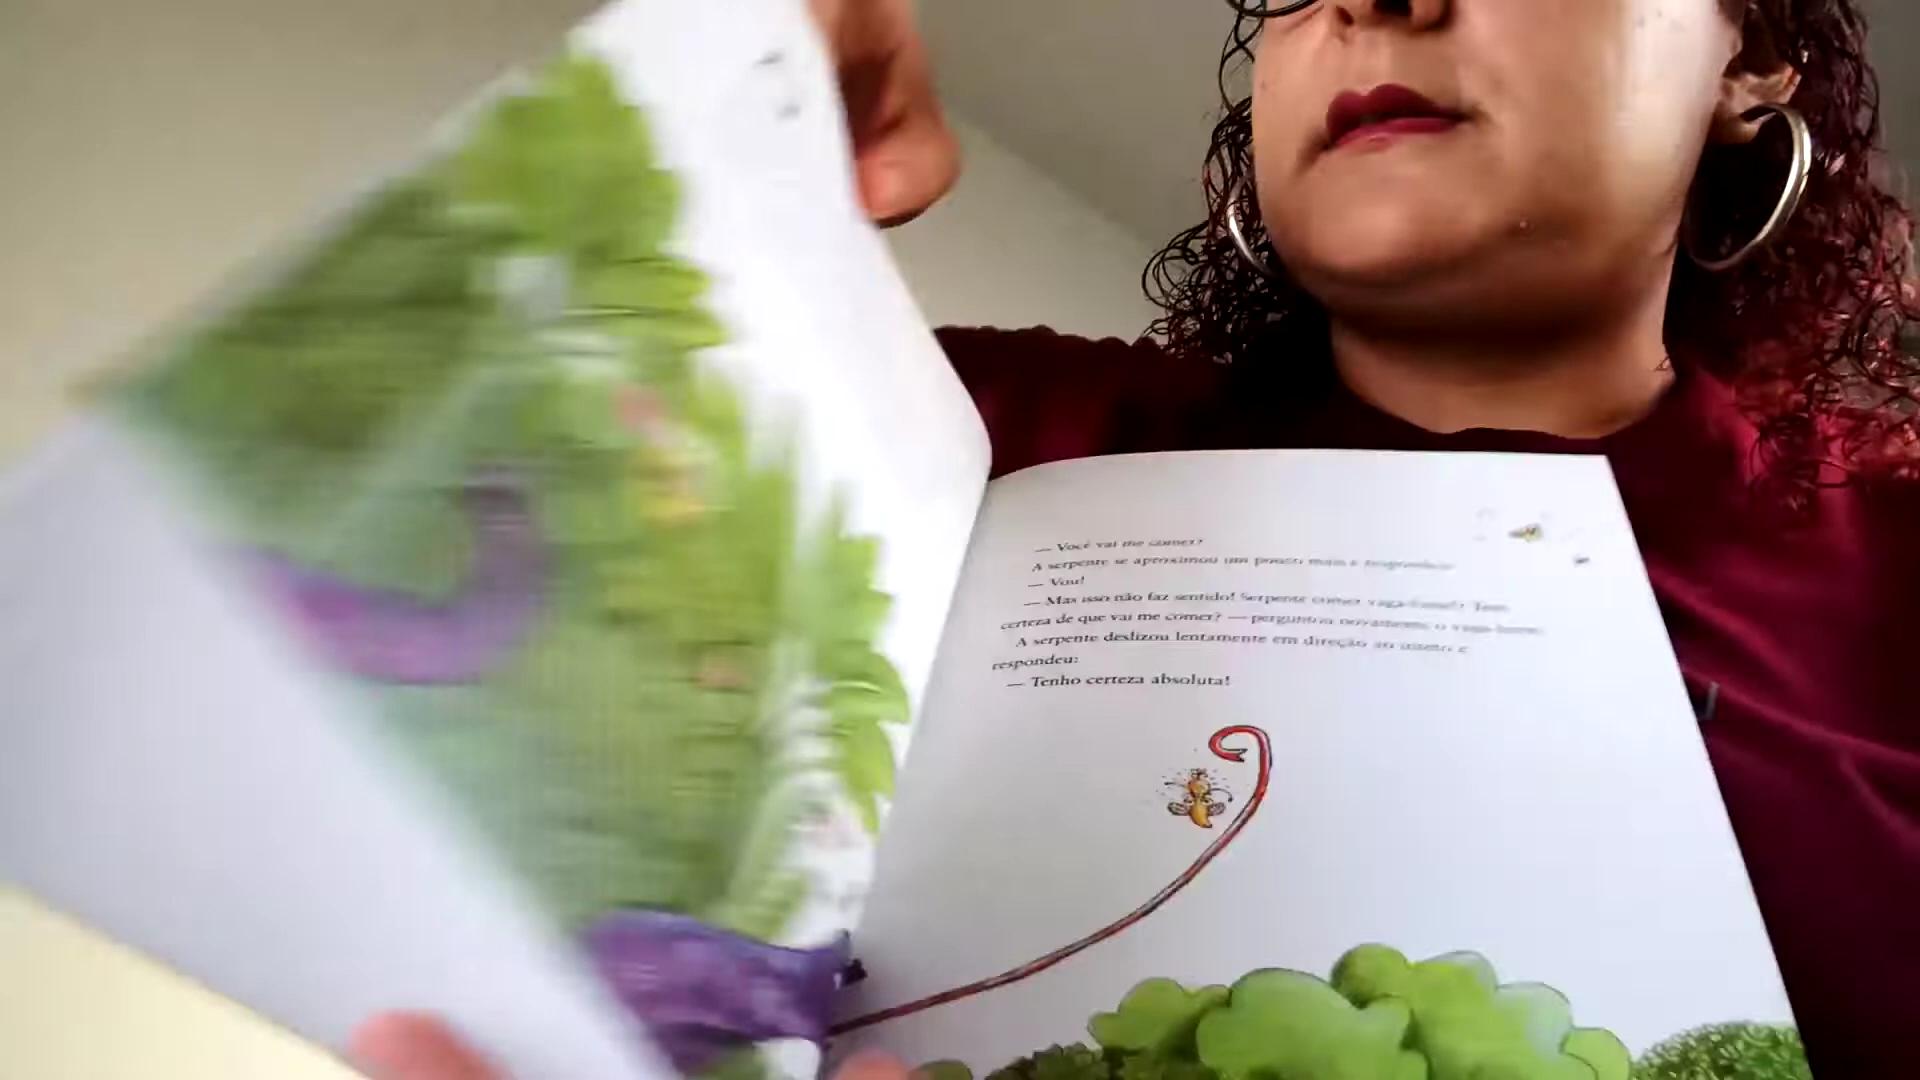 — Você vai me comer?
A serpente se aproximou um pouco mais e respondeu:
— Vou!
— Mas isso não faz sentido! Serpente comer vaga-lume? Tem
certeza de que vai me comer? — perguntou novamente o vaga-lume.
A serpente deslizou lentamente em direção ao inseto e
respondeu:
— Tenho certeza absoluta!